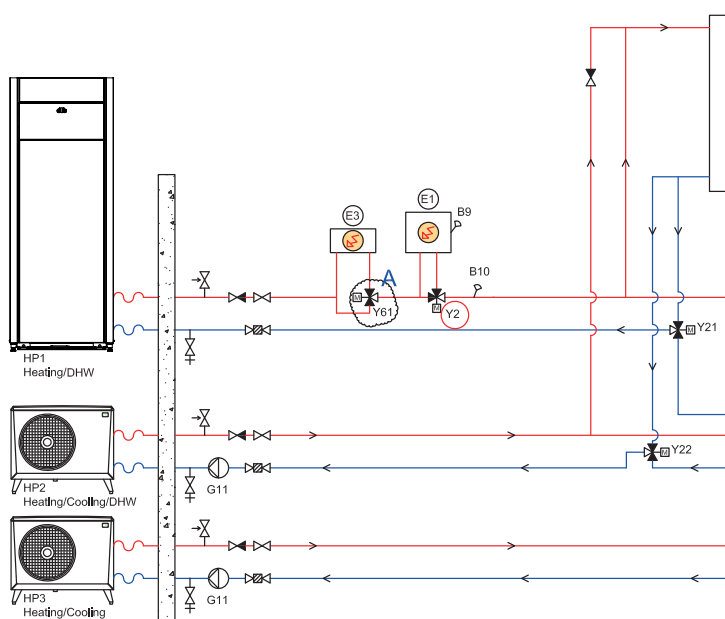 E3
E1
B9
A
B10
M
Y61
M
Y2
M
Y21
HP1
Heating/DHW
M
Y22
G11
HP2
Heating/Cooling/DHW
G11
HP3
Heating/Cooling